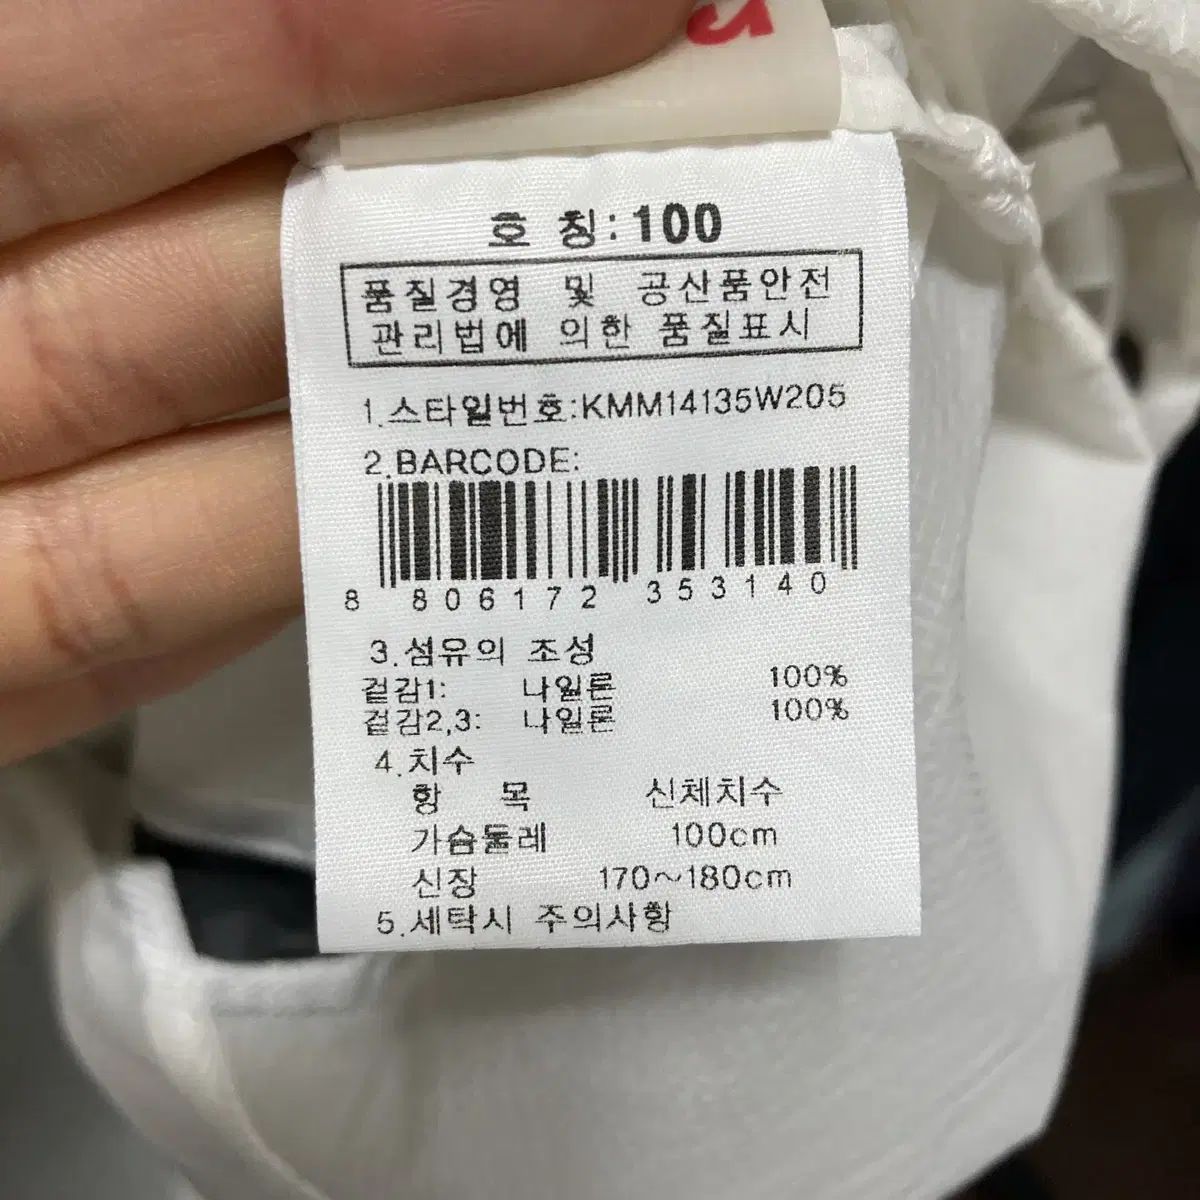 호 칭:100
품질경영 및 공산품안전
관리법에 의한 품질표시
1.스타일번호:KMM14135W205
2.BARCODE:
8 806172 353140
3.섬유의 조성
겉감1: 나일론 100%
겉감2,3: 나일론 100%
4.치수
항 목 신체치수
가슴둘레 100cm
신장 170~180cm
5.세탁시 주의사항